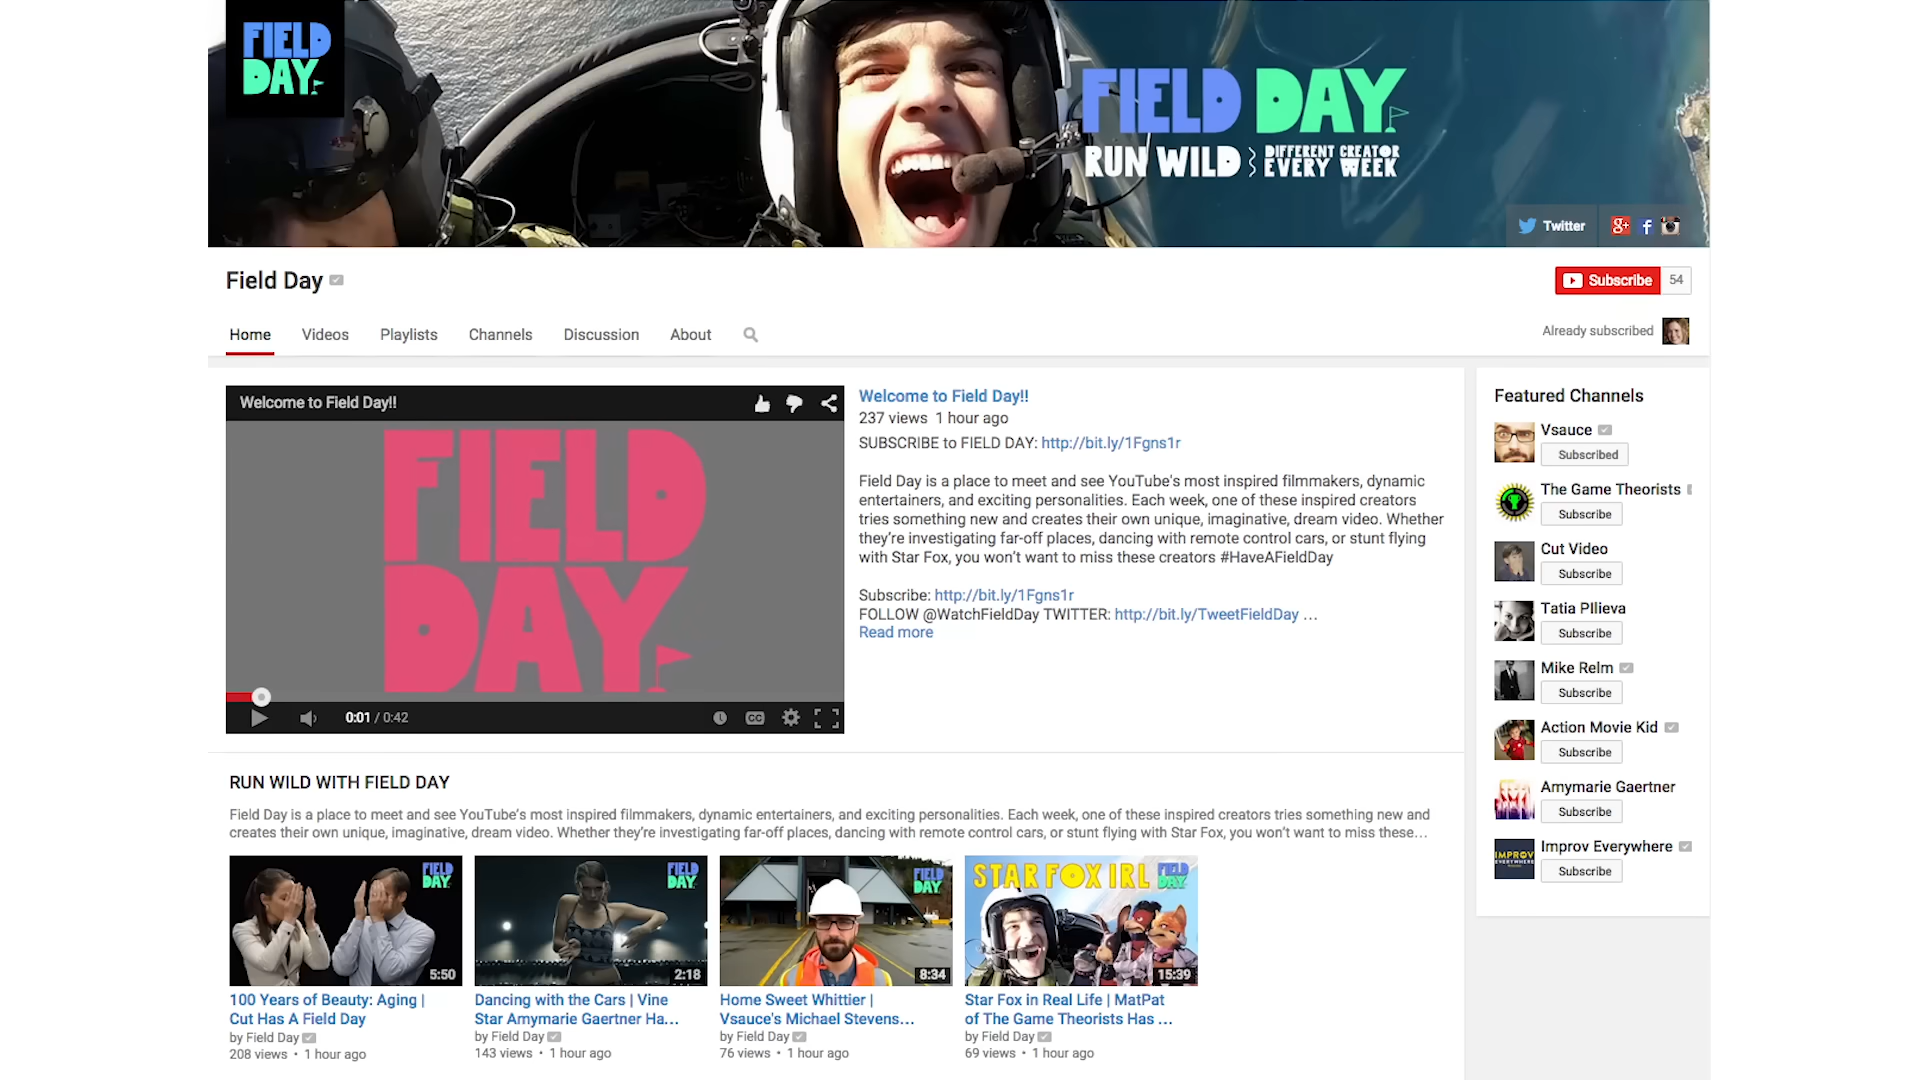 FIELD
DAY
FIELD DAY
RUN WILD
DIFFERENT CREATOR
EVERY WEEK
Twitter
Field Day
Subscribe 54
Home Videos Playlists Channels Discussion About
Already subscribed
Welcome to Field Day!!
FIELD
DAY
0:01 / 0:42
CC
Welcome to Field Day!!
237 views 1 hour ago
SUBSCRIBE to FIELD DAY: http://bit.ly/1Fgns1r
Field Day is a place to meet and see YouTube's most inspired filmmakers, dynamic
entertainers, and exciting personalities. Each week, one of these inspired creators
tries something new and creates their own unique, imaginative, dream video. Whether
they're investigating far-off places, dancing with remote control cars, or stunt flying
with Star Fox, you won't want to miss these creators #HaveAFieldDay
Subscribe: http://bit.ly/1Fgns1r
FOLLOW @WatchFieldDay TWITTER: http://bit.ly/TweetFieldDay ...
Read more
Featured Channels
Vsauce
Subscribed
The Game Theorists
Subscribe
Cut Video
Subscribe
Tatia PIlieva
Subscribe
Mike Relm
Subscribe
Action Movie Kid
Subscribe
Amymarie Gaertner
Subscribe
IMPROV
Improv Everywhere
Subscribe
RUN WILD WITH FIELD DAY
Field Day is a place to meet and see YouTube's most inspired filmmakers, dynamic entertainers, and exciting personalities. Each week, one of these inspired creators tries something new and
creates their own unique, imaginative, dream video. Whether they're investigating far-off places, dancing with remote control cars, or stunt flying with Star Fox, you won't want to miss these...
FIELD
DAY
5:50
100 Years of Beauty: Aging |
Cut Has A Field Day
by Field Day
208 views • 1 hour ago
FIELD
DAY
2:18
Dancing with the Cars | Vine
Star Amymarie Gaertner Ha...
by Field Day
143 views • 1 hour ago
FIELD
DAY
8:34
Home Sweet Whittier |
Vsauce's Michael Stevens...
by Field Day
76 views • 1 hour ago
STAR FOX IRL
FIELD
DAY
15:39
Star Fox in Real Life | MatPat
of The Game Theorists Has ...
by Field Day
69 views • 1 hour ago